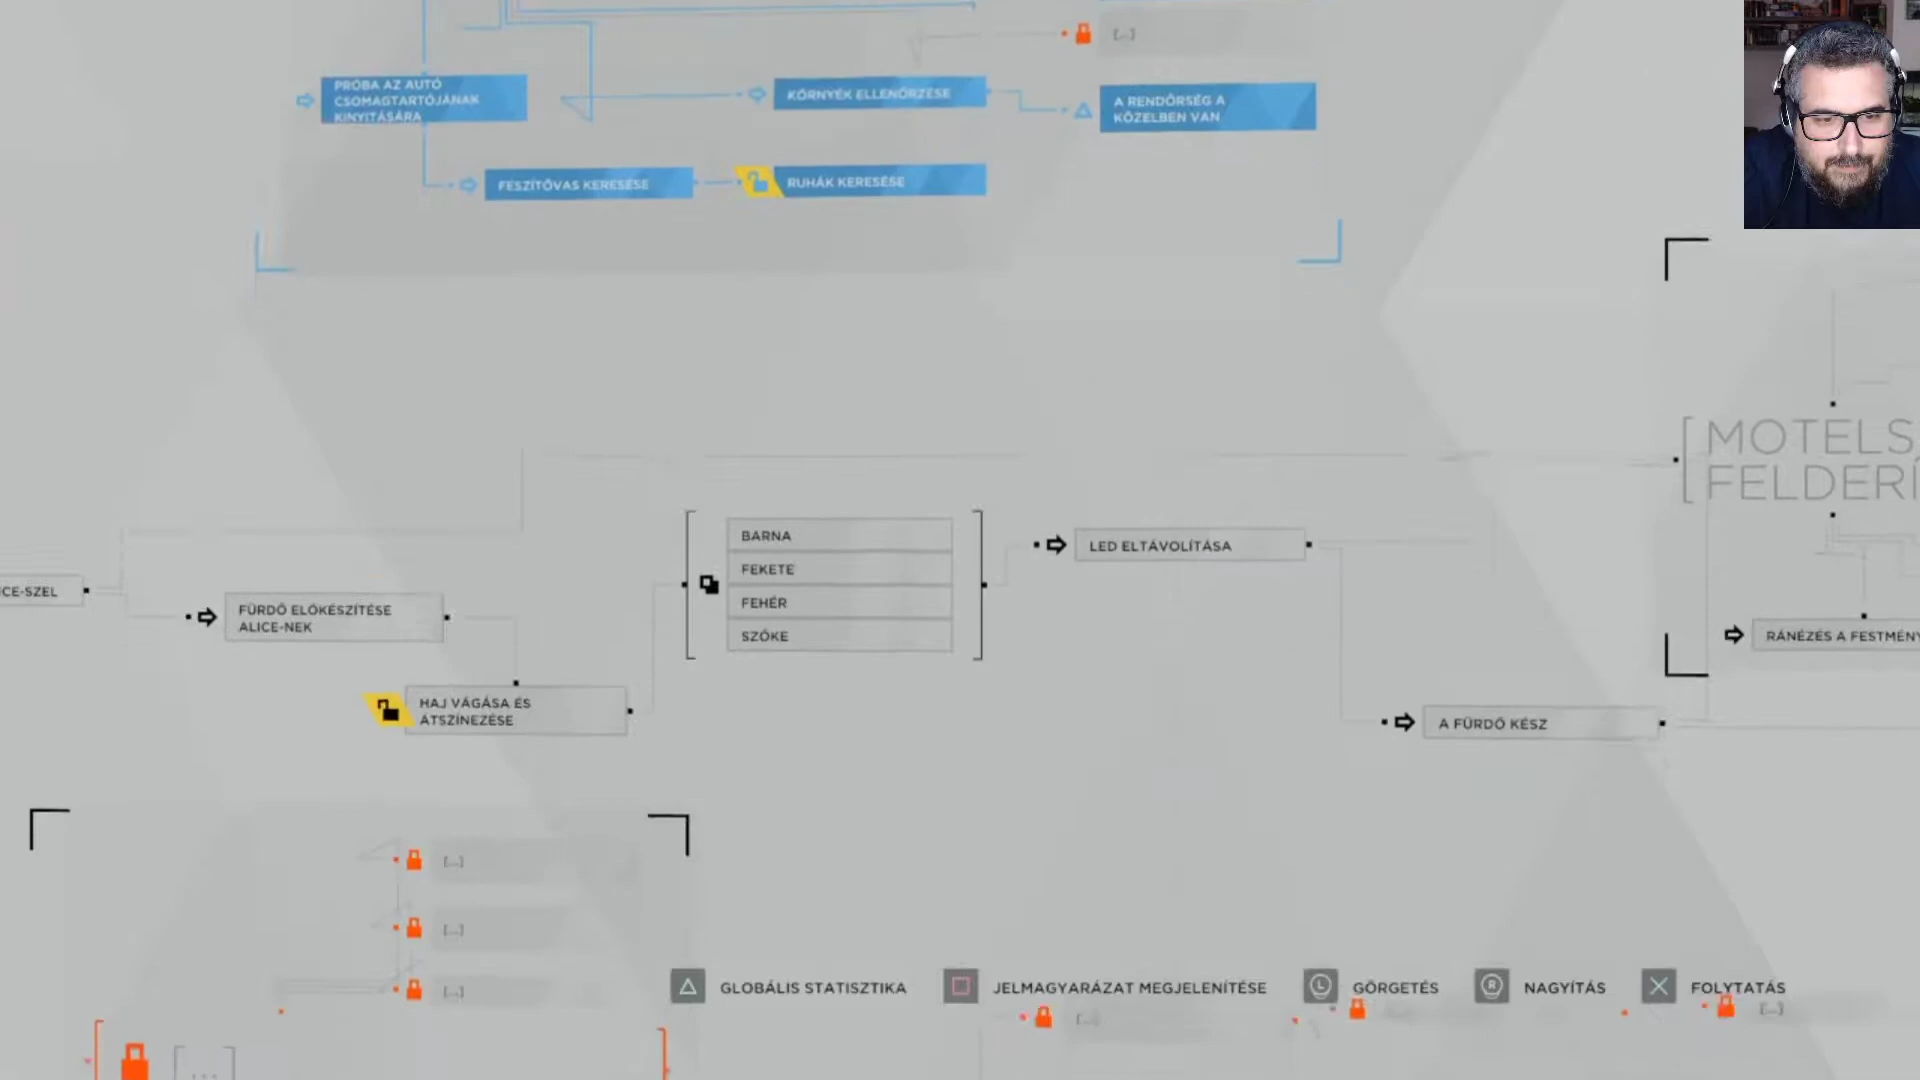 [...]
PRÓBA AZ AUTÓ
CSOMAGTARTÓJÁNAK
KINYITÁSÁRA
KÖRNYÉK ELLENŐRZÉSE
A RENDŐRSÉG A
KÖZELBEN VAN
FESZÍTŐVAS KERESÉSE
RUHÁK KERESÉSE
MOTELS
FELDERÍ
BARNA
FEKETE
FEHÉR
SZŐKE
LED ELTÁVOLÍTÁSA
CE-SZEL
FÜRDŐ ELŐKÉSZÍTÉSE
ALICE-NEK
RÁNÉZÉS A FESTMÉNY
HAJ VÁGÁSA ÉS
ÁTSZÍNEZÉSE
A FÜRDŐ KÉSZ
[...]
[...]
[...]
GLOBÁLIS STATISZTIKA
JELMAGYARÁZAT MEGJELENÍTÉSE
L
GÖRGETÉS
R
NAGYÍTÁS
FOLYTATÁS
[...]
[...]
[...]